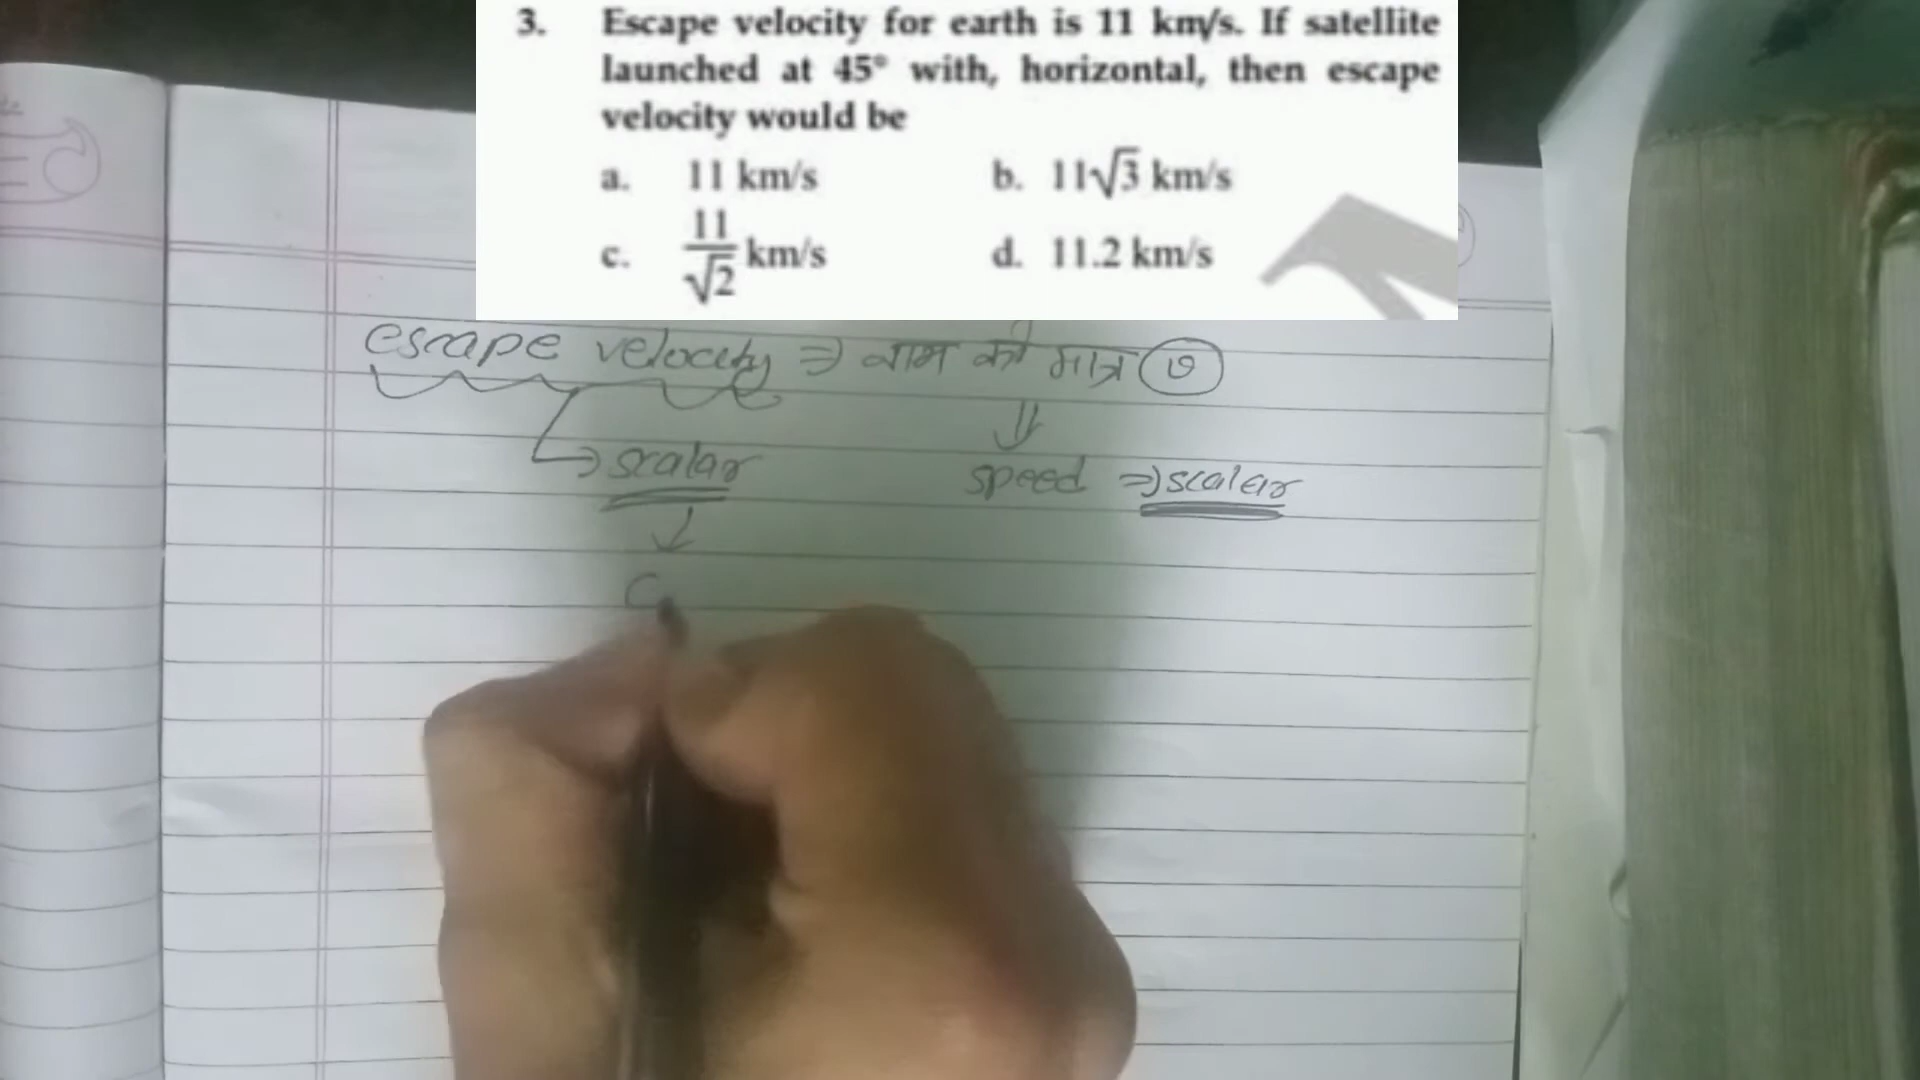 3. Escape velocity for earth is 11 km/s. If satellite
launched at 45° with, horizontal, then escape
velocity would be
a. 11 km/s b. 11√3 km/s
c. 11/√2 km/s d. 11.2 km/s
escape velocity ⇒ नाम की मात्र
→ scalar speed ⇒ scalar